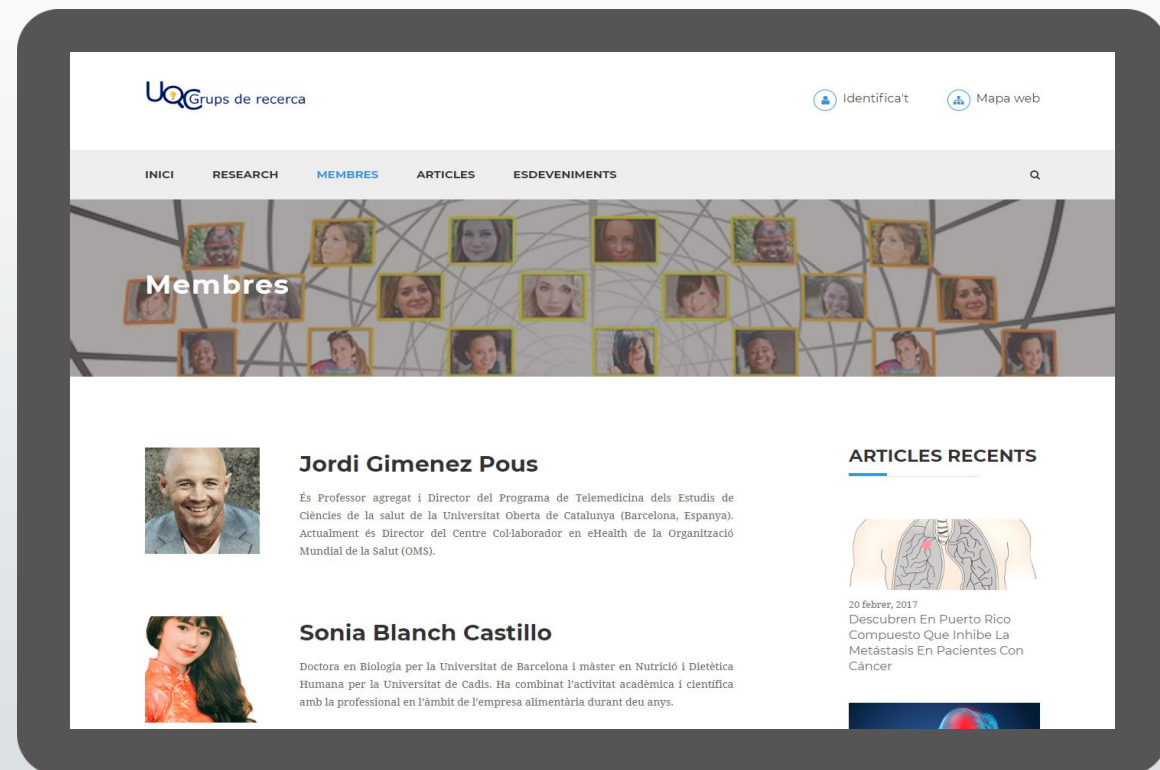 UQC Grups de recerca
Identifica't
Mapa web
INICI RESEARCH MEMBRES ARTICLES ESDEVENIMENTS
Membres
Jordi Gimenez Pous
És Professor agregat i Director del Programa de Telemedicina dels Estudis de
Ciències de la salut de la Universitat Oberta de Catalunya (Barcelona, Espanya).
Actualment és Director del Centre Col·laborador en eHealth de la Organització
Mundial de la Salut (OMS).
Sonia Blanch Castillo
Doctora en Biologia per la Universitat de Barcelona i màster en Nutrició i Dietètica
Humana per la Universitat de Cadis. Ha combinat l'activitat acadèmica i científica
amb la professional en l'àmbit de l'empresa alimentària durant deu anys.
ARTICLES RECENTS
20 febrer, 2017
Descubren En Puerto Rico
Compuesto Que Inhibe La
Metástasis En Pacientes Con
Cáncer